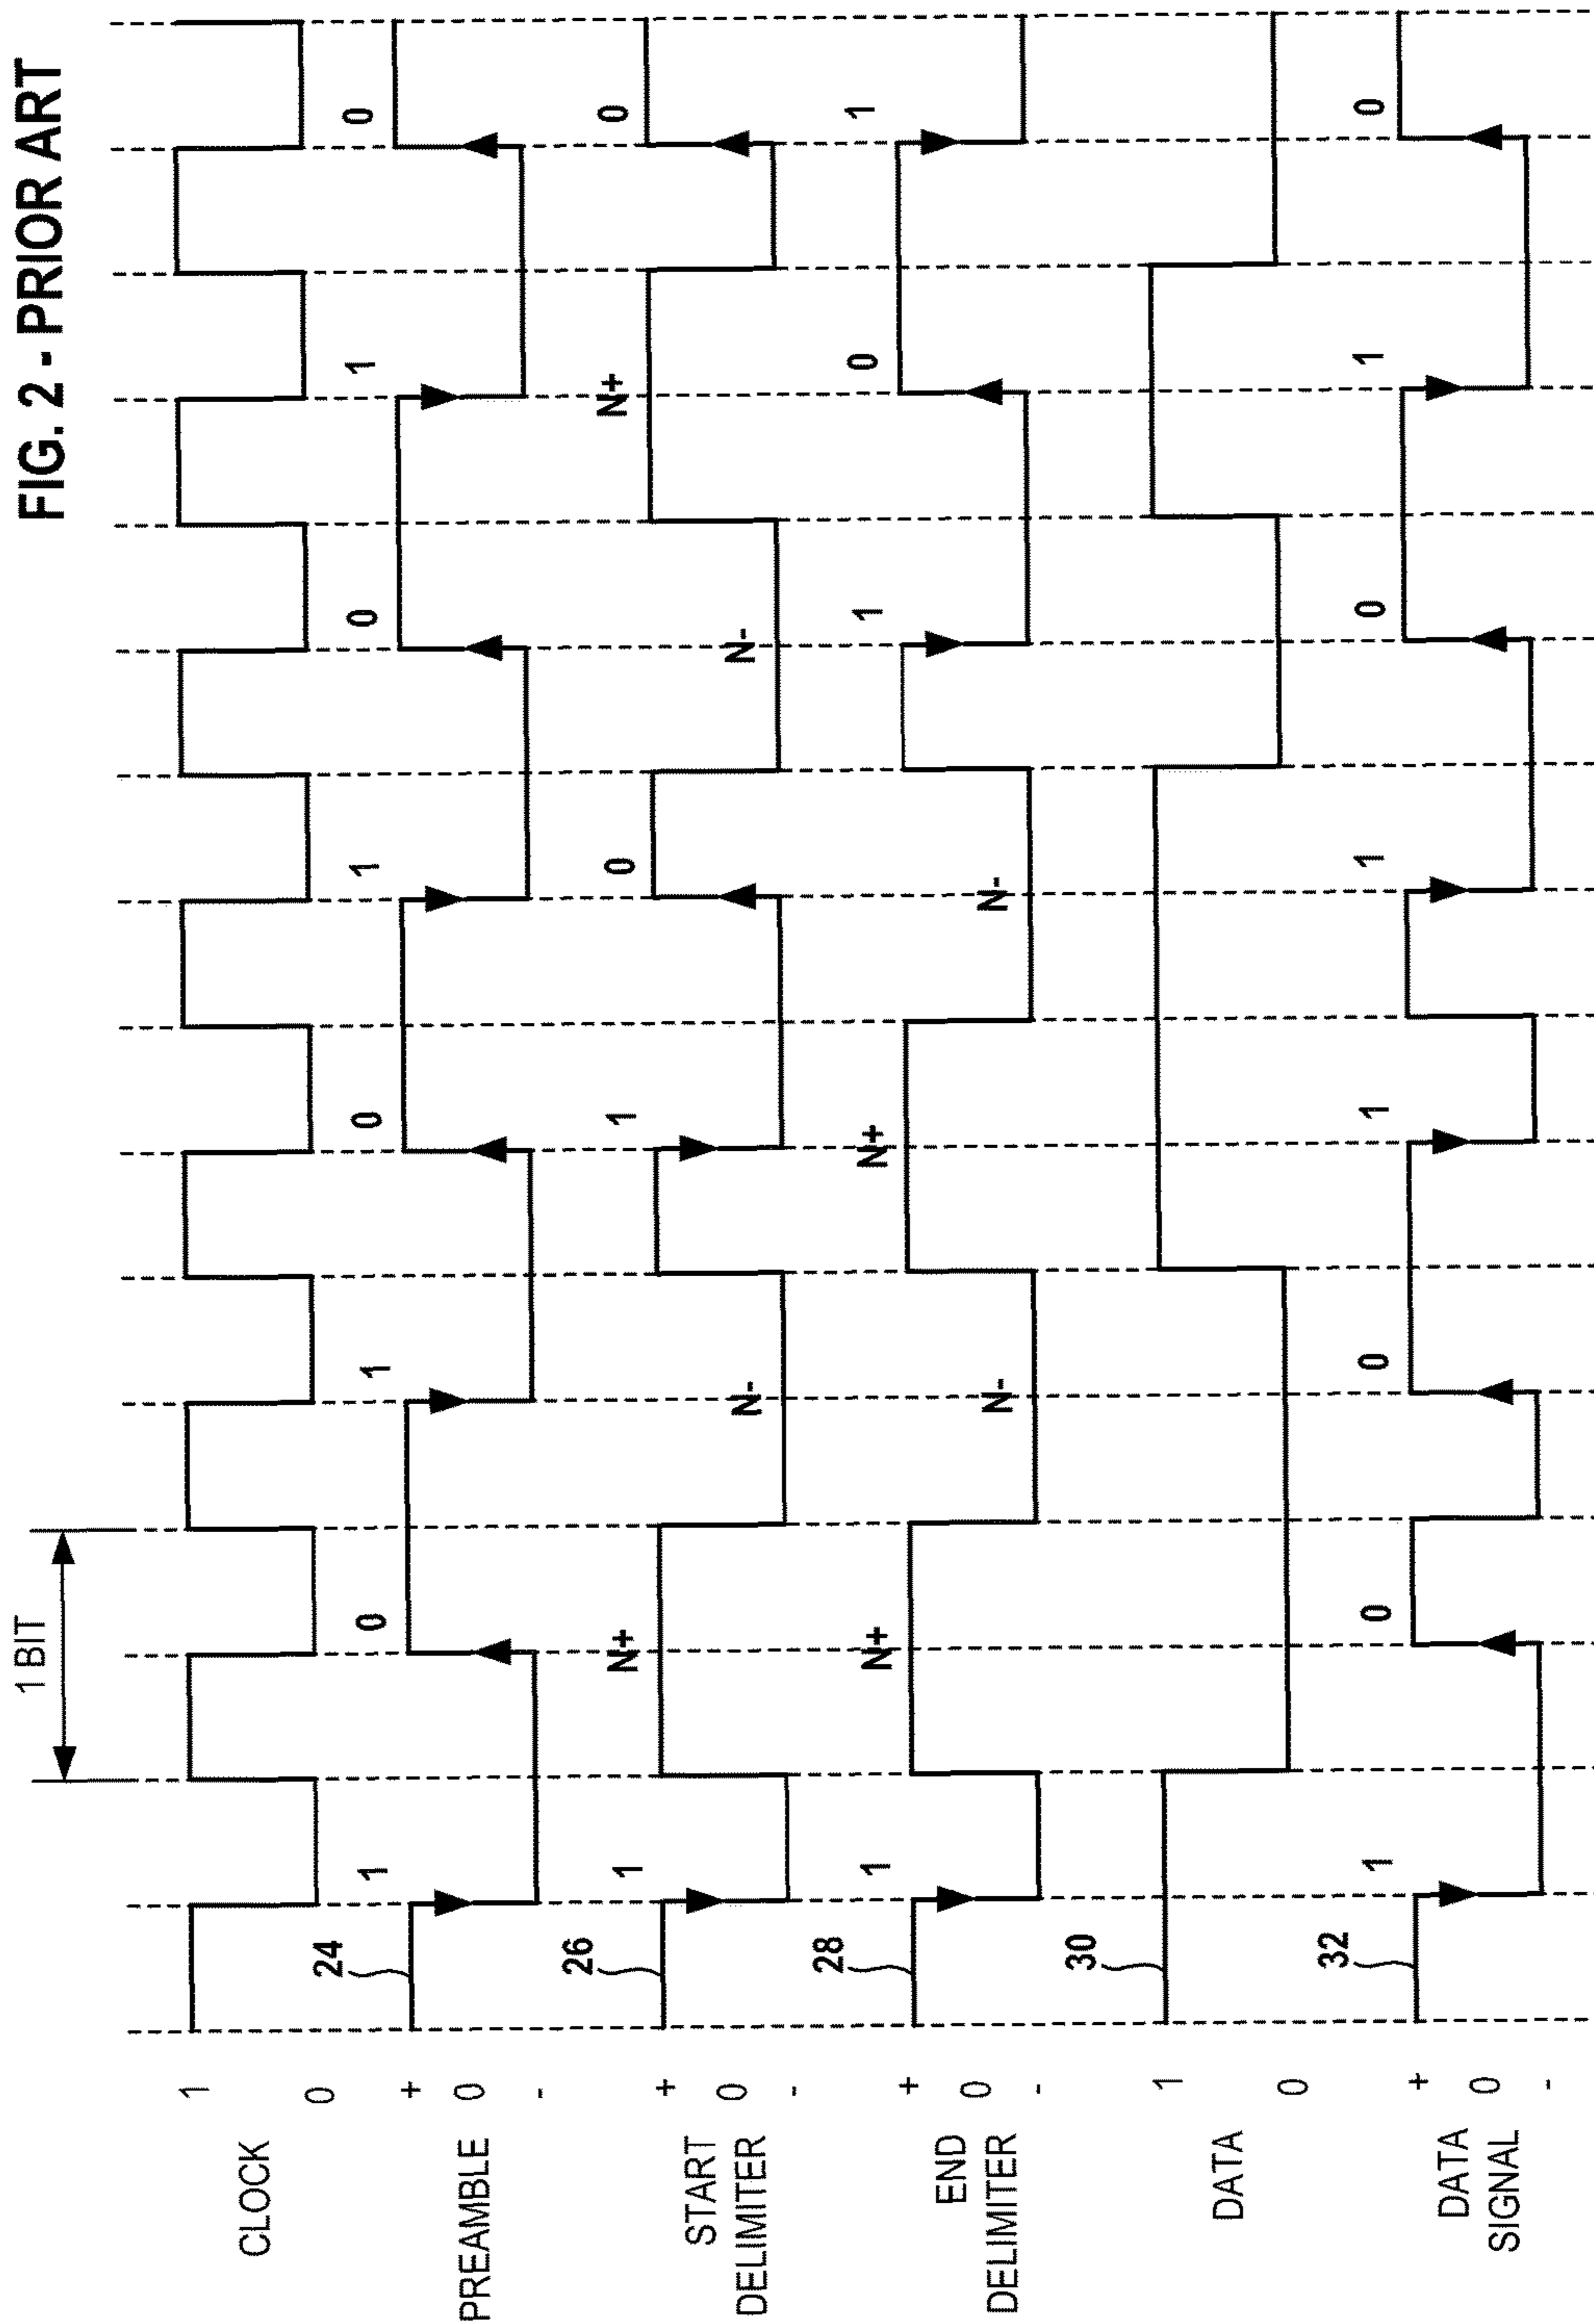 FIG. 2 - PRIOR ART
1 BIT
CLOCK
1
0
PREAMBLE
+
0
-
24
1 0 1 0 1 0 1 0
START
DELIMITER
+
0
-
26
1 N+ N- 1 0 N- N+ 0
END
DELIMITER
+
0
-
28
1 N+ N- N+ N- 1 0 1
DATA
1
0
30
DATA
SIGNAL
+
0
-
32
1 0 0 1 1 0 1 0